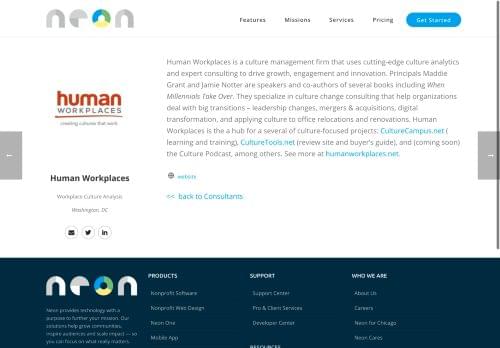 neon
Features Missions Services Pricing Get Started
Human Workplaces is a culture management firm that uses cutting-edge culture analytics
and expert consulting to drive growth, engagement and innovation. Principals Maddie
Grant and Jamie Notter are speakers and co-authors of several books including When
Millennials Take Over. They specialize in culture change consulting that help organizations
deal with big transitions – leadership changes, mergers & acquisitions, digital
transformation, and applying culture to office relocations and renovations. Human
Workplaces is the a hub for a several of culture-focused projects: CultureCampus.net (
learning and training), CultureTools.net (review site and buyer's guide), and (coming soon)
the Culture Podcast, among others. See more at humanworkplaces.net.
website
<< back to Consultants
human
WORKPLACES
creating cultures that work
Human Workplaces
Workplace Culture Analysis
Washington, DC
neon
Neon provides technology with a
purpose to further your mission. Our
solutions help grow communities,
inspire audiences and scale impact — so
you can focus on what really matters.
PRODUCTS
Nonprofit Software
Nonprofit Web Design
Neon One
Mobile App
SUPPORT
Support Center
Pro & Client Services
Developer Center
RESOURCES
WHO WE ARE
About Us
Careers
Neon for Chicago
Neon Cares